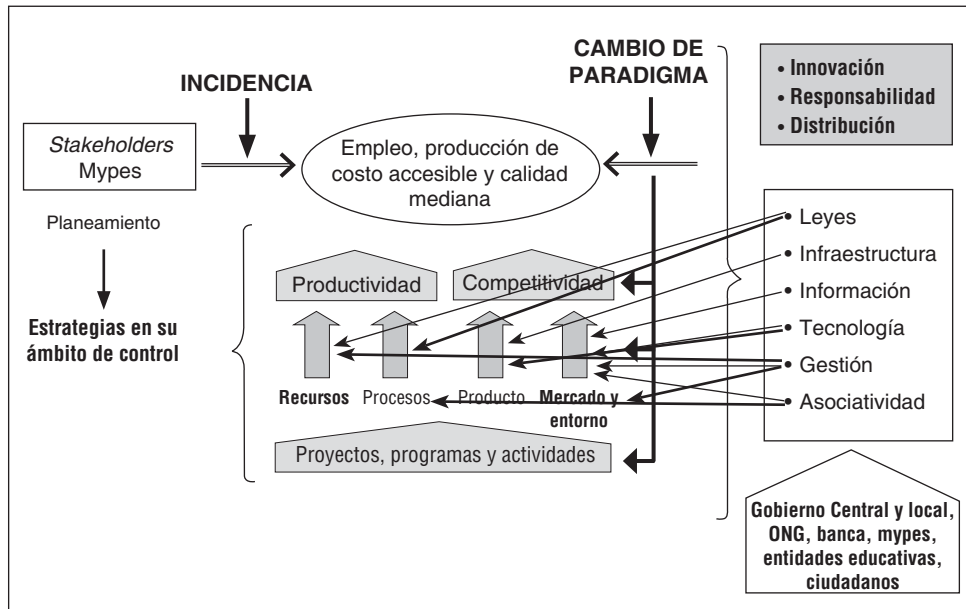 INCIDENCIA
CAMBIO DE
PARADIGMA
• Innovación
• Responsabilidad
• Distribución
Stakeholders
Mypes
Empleo, producción de
costo accesible y calidad
mediana
Planeamiento
Estrategias en su
ámbito de control
Productividad
Competitividad
Recursos
Procesos
Producto
Mercado y
entorno
Proyectos, programas y actividades
• Leyes
• Infraestructura
• Información
• Tecnología
• Gestión
• Asociatividad
Gobierno Central y local,
ONG, banca, mypes,
entidades educativas,
ciudadanos